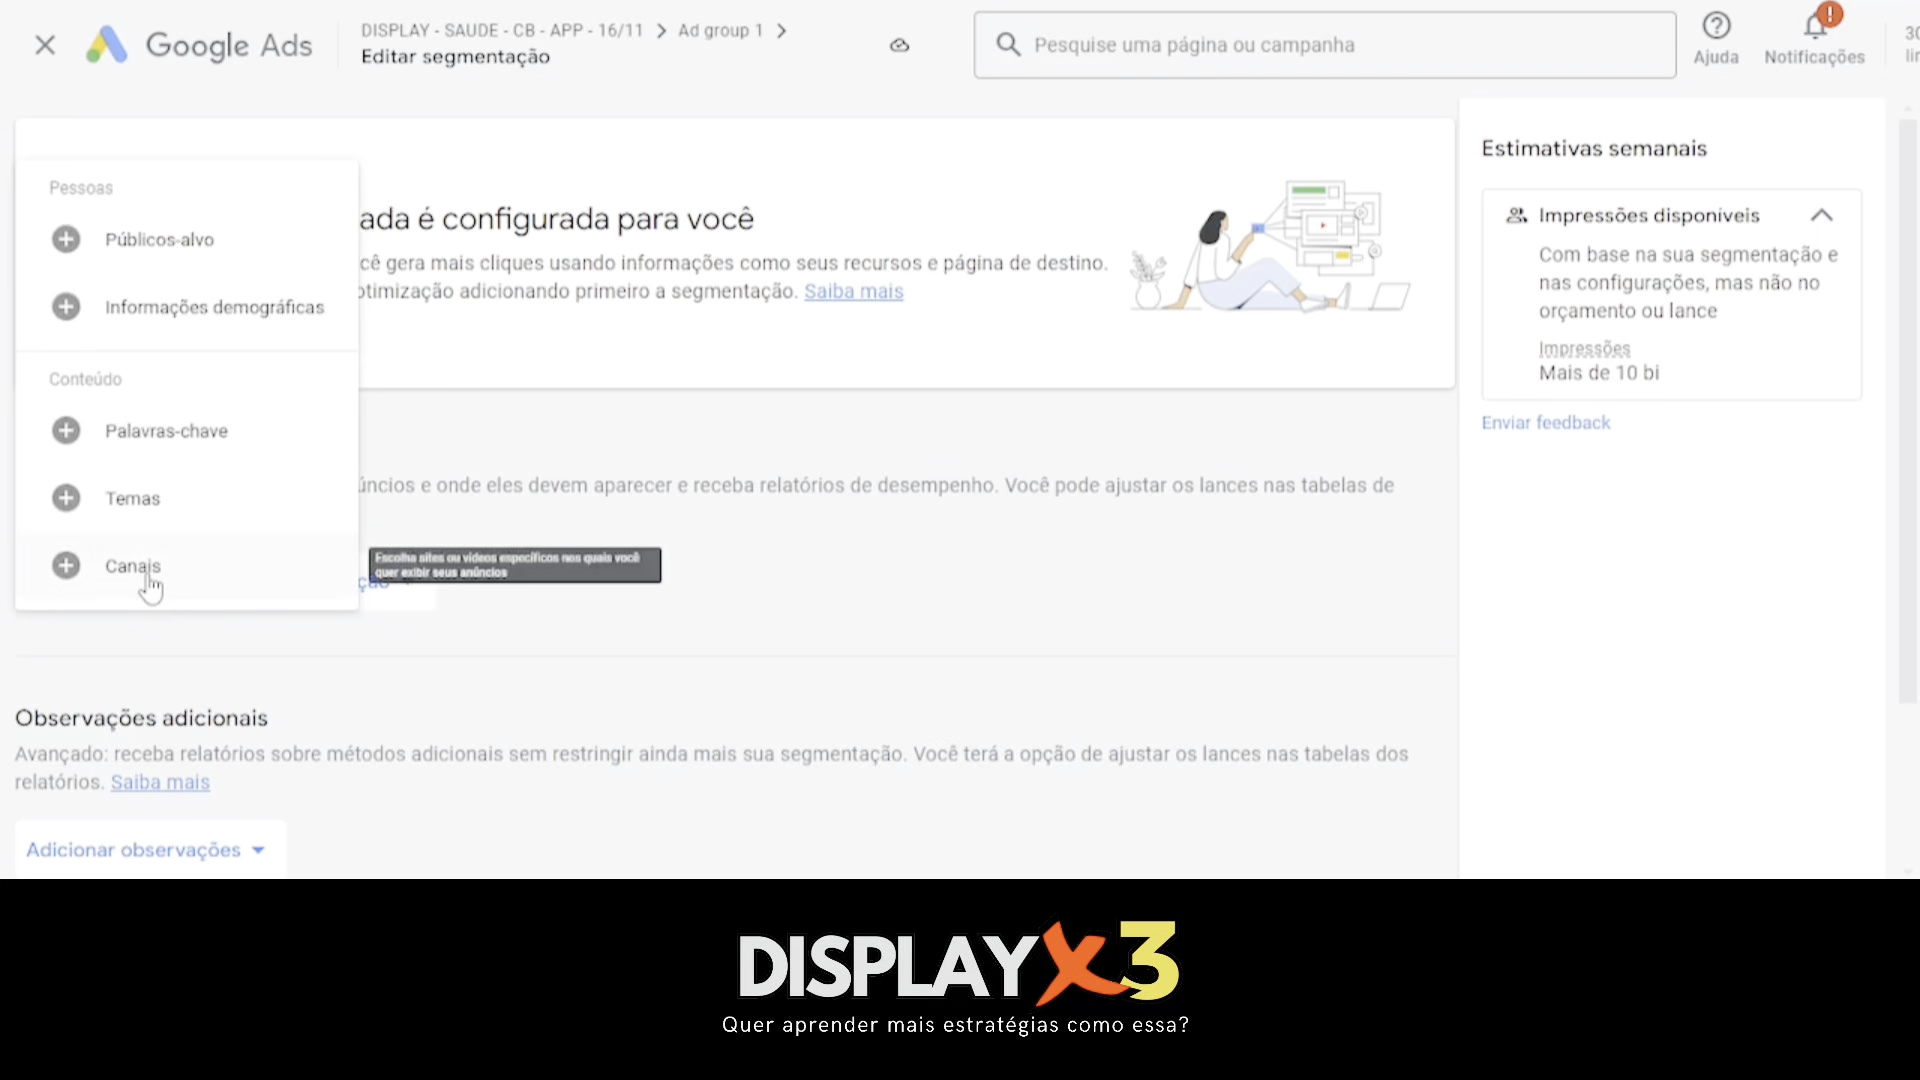 Google Ads
DISPLAY - SAUDE - CB - APP - 16/11 > Ad group 1 >
Editar segmentação
Pesquise uma página ou campanha
Ajuda
Notificações
30
lin
Pessoas
Públicos-alvo
Informações demográficas
Conteúdo
Palavras-chave
Temas
Canais
ada é configurada para você
cê gera mais cliques usando informações como seus recursos e página de destino.
otimização adicionando primeiro a segmentação. Saiba mais
úncios e onde eles devem aparecer e receba relatórios de desempenho. Você pode ajustar os lances nas tabelas de
Escolha sites ou vídeos específicos nos quais você
quer exibir seus anúncios
ção
Observações adicionais
Avançado: receba relatórios sobre métodos adicionais sem restringir ainda mais sua segmentação. Você terá a opção de ajustar os lances nas tabelas dos
relatórios. Saiba mais
Adicionar observações
Estimativas semanais
Impressões disponíveis
Com base na sua segmentação e
nas configurações, mas não no
orçamento ou lance
Impressões
Mais de 10 bi
Enviar feedback
DISPLAYX3
Quer aprender mais estratégias como essa?